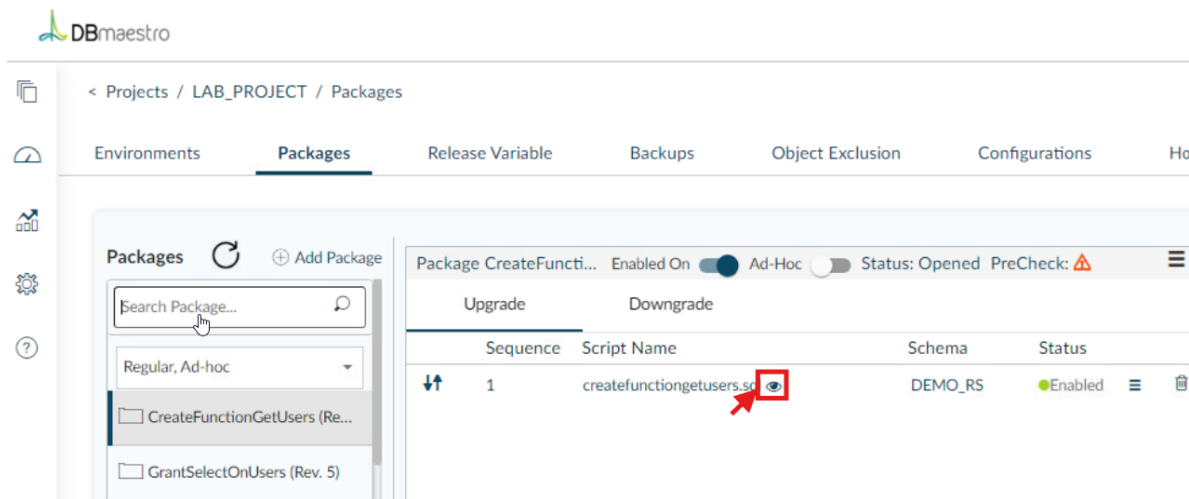 DBmaestro
< Projects / LAB_PROJECT / Packages
Environments Packages Release Variable Backups Object Exclusion Configurations Ho
Packages Add Package
Search Package...
Regular, Ad-hoc
CreateFunctionGetUsers (Re...
GrantSelectOnUsers (Rev. 5)
Package CreateFuncti... Enabled On Ad-Hoc Status: Opened PreCheck:
Upgrade Downgrade
Sequence Script Name Schema Status
1 createfunctiongetusers.sq DEMO_RS Enabled